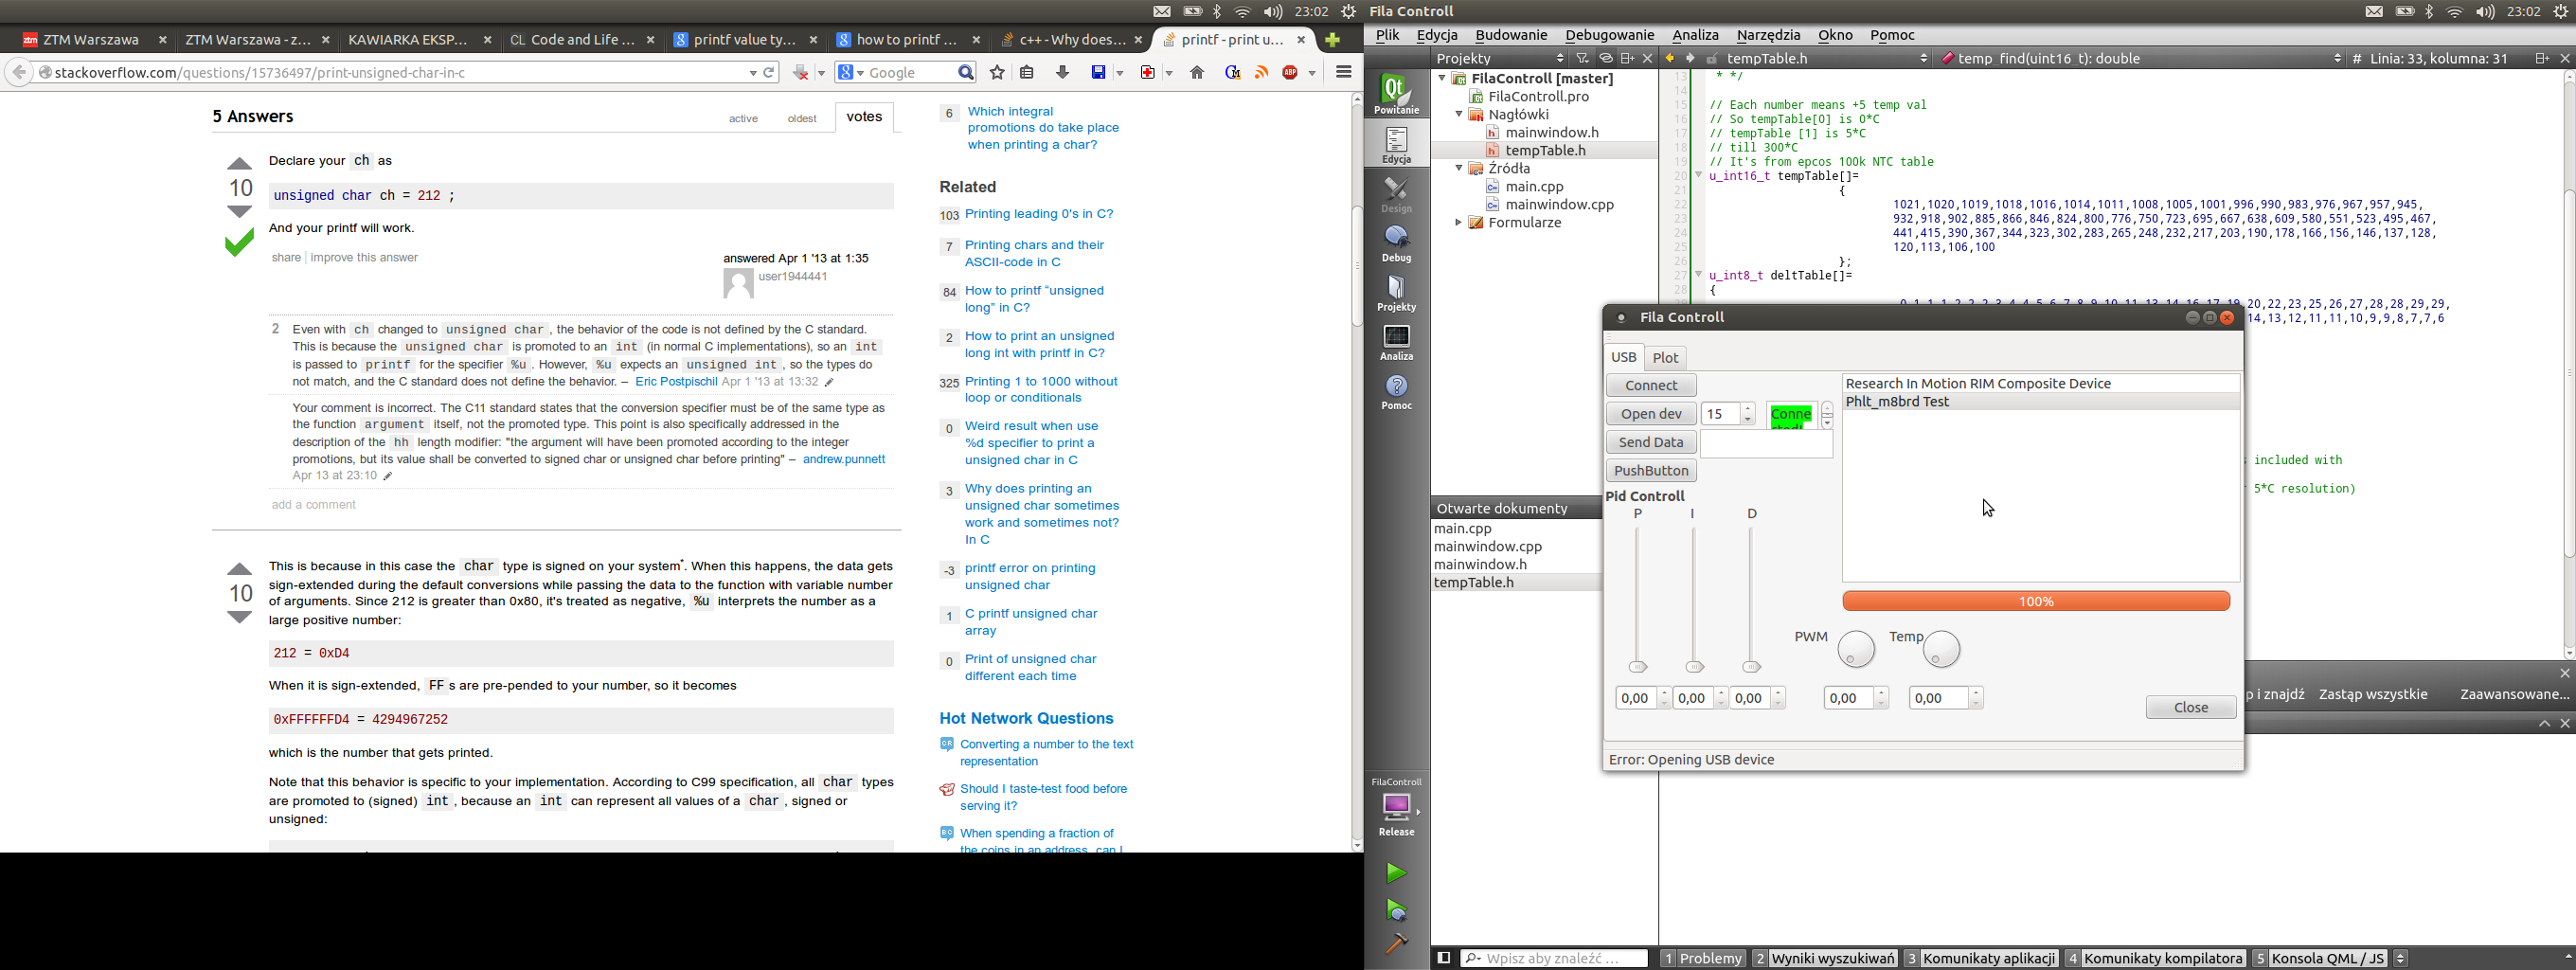 23:02
ZTM Warszawa
ZTM Warszawa - z...
KAWIARKA EKSP...
CL Code and Life ...
printf value ty...
how to printf ...
c++ - Why does...
printf - print u...
stackoverflow.com/questions/15736497/print-unsigned-char-in-c
Google
ABP
5 Answers
active oldest votes
Declare your ch as
10
unsigned char ch = 212 ;
And your printf will work.
share improve this answer
answered Apr 1 '13 at 1:35
user1944441
2 Even with ch changed to unsigned char, the behavior of the code is not defined by the C standard.
This is because the unsigned char is promoted to an int (in normal C implementations), so an int
is passed to printf for the specifier %u. However, %u expects an unsigned int, so the types do
not match, and the C standard does not define the behavior. – Eric Postpischil Apr 1 '13 at 13:32
Your comment is incorrect. The C11 standard states that the conversion specifier must be of the same type as
the function argument itself, not the promoted type. This point is also specifically addressed in the
description of the hh length modifier: "the argument will have been promoted according to the integer
promotions, but its value shall be converted to signed char or unsigned char before printing" – andrew.punnett
Apr 13 at 23:10
add a comment
10
This is because in this case the char type is signed on your system*. When this happens, the data gets
sign-extended during the default conversions while passing the data to the function with variable number
of arguments. Since 212 is greater than 0x80, it's treated as negative, %u interprets the number as a
large positive number:
212 = 0xD4
When it is sign-extended, FF s are pre-pended to your number, so it becomes
0xFFFFFFD4 = 4294967252
which is the number that gets printed.
Note that this behavior is specific to your implementation. According to C99 specification, all char types
are promoted to (signed) int, because an int can represent all values of a char, signed or
unsigned:
6 Which integral
promotions do take place
when printing a char?
Related
103 Printing leading 0's in C?
7 Printing chars and their
ASCII-code in C
84 How to printf “unsigned
long” in C?
2 How to print an unsigned
long int with printf in C?
325 Printing 1 to 1000 without
loop or conditionals
0 Weird result when use
%d specifier to print a
unsigned char in C
3 Why does printing an
unsigned char sometimes
work and sometimes not?
In C
-3 printf error on printing
unsigned char
1 C printf unsigned char
array
0 Print of unsigned char
different each time
Hot Network Questions
Converting a number to the text
representation
Should I taste-test food before
serving it?
When spending a fraction of
the coins in an address, can I
Fila Controll
23:02
Plik Edycja Budowanie Debugowanie Analiza Narzędzia Okno Pomoc
Projekty
tempTable.h
temp_find(uint16_t): double
# Linia: 33, kolumna: 31
Powitanie
Edycja
Design
Debug
Projekty
Analiza
Pomoc
FilaControll
Release
FilaControll [master]
FilaControll.pro
Nagłówki
mainwindow.h
tempTable.h
Źródła
main.cpp
mainwindow.cpp
Formularze
Otwarte dokumenty
main.cpp
mainwindow.cpp
mainwindow.h
tempTable.h
13 * */
14
15 // Each number means +5 temp val
16 // So tempTable[0] is 0*C
17 // tempTable [1] is 5*C
18 // till 300*C
19 // It's from epcos 100k NTC table
20 u_int16_t tempTable[]=
21 {
22 1021,1020,1019,1018,1016,1014,1011,1008,1005,1001,996,990,983,976,967,957,945,
23 932,918,902,885,866,846,824,800,776,750,723,695,667,638,609,580,551,523,495,467,
24 441,415,390,367,344,323,302,283,265,248,232,217,203,190,178,166,156,146,137,128,
25 120,113,106,100
26 };
27 u_int8_t deltTable[]=
28 {
0,1,1,1,2,2,2,3,4,4,5,6,7,8,9,10,11,13,14,16,17,19,20,22,23,25,26,27,28,28,29,29,
14,13,12,11,11,10,9,9,8,7,7,6
included with
5*C resolution)
Fila Controll
USB Plot
Connect
Open dev 15 Conne
Send Data
PushButton
Research In Motion RIM Composite Device
Phlt_m8brd Test
Pid Controll
P I D
100%
PWM Temp
0,00 0,00 0,00 0,00 0,00
Close
Error: Opening USB device
p i znajdź Zastąp wszystkie Zaawansowane...
Wpisz aby znaleźć ...
1 Problemy 2 Wyniki wyszukiwań 3 Komunikaty aplikacji 4 Komunikaty kompilatora 5 Konsola QML / JS